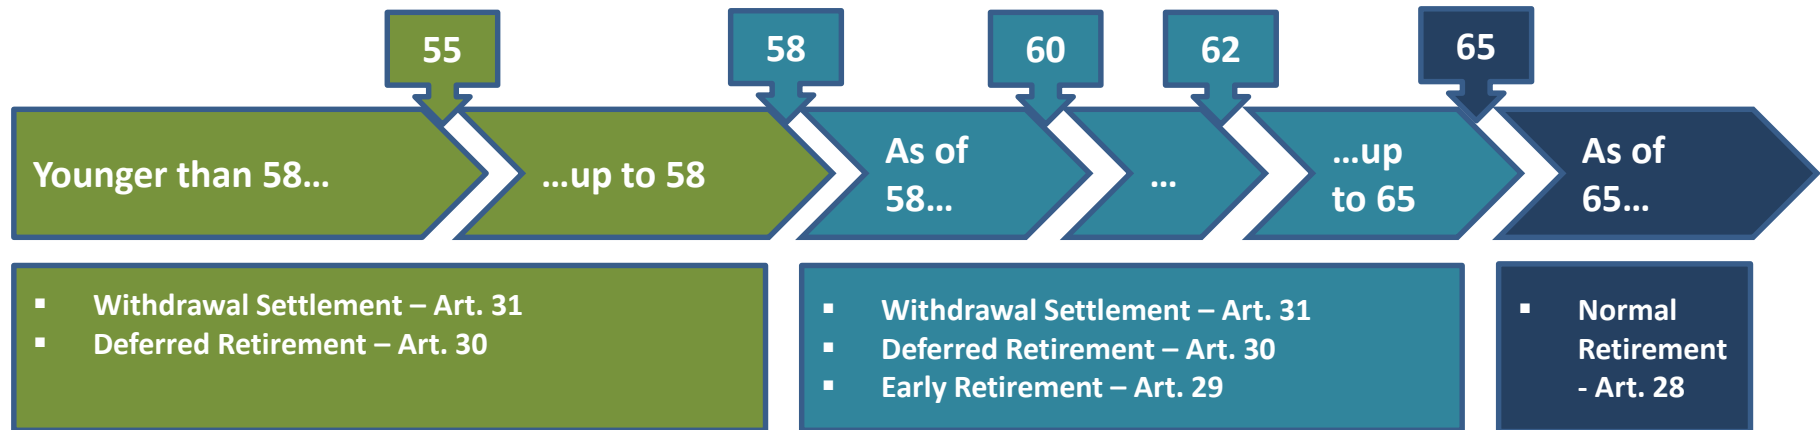 55
58
60
62
65
Younger than 58...
...up to 58
As of
58...
...
...up
to 65
As of
65...
▪ Withdrawal Settlement – Art. 31
▪ Deferred Retirement – Art. 30
▪ Withdrawal Settlement – Art. 31
▪ Deferred Retirement – Art. 30
▪ Early Retirement – Art. 29
▪ Normal
Retirement
- Art. 28